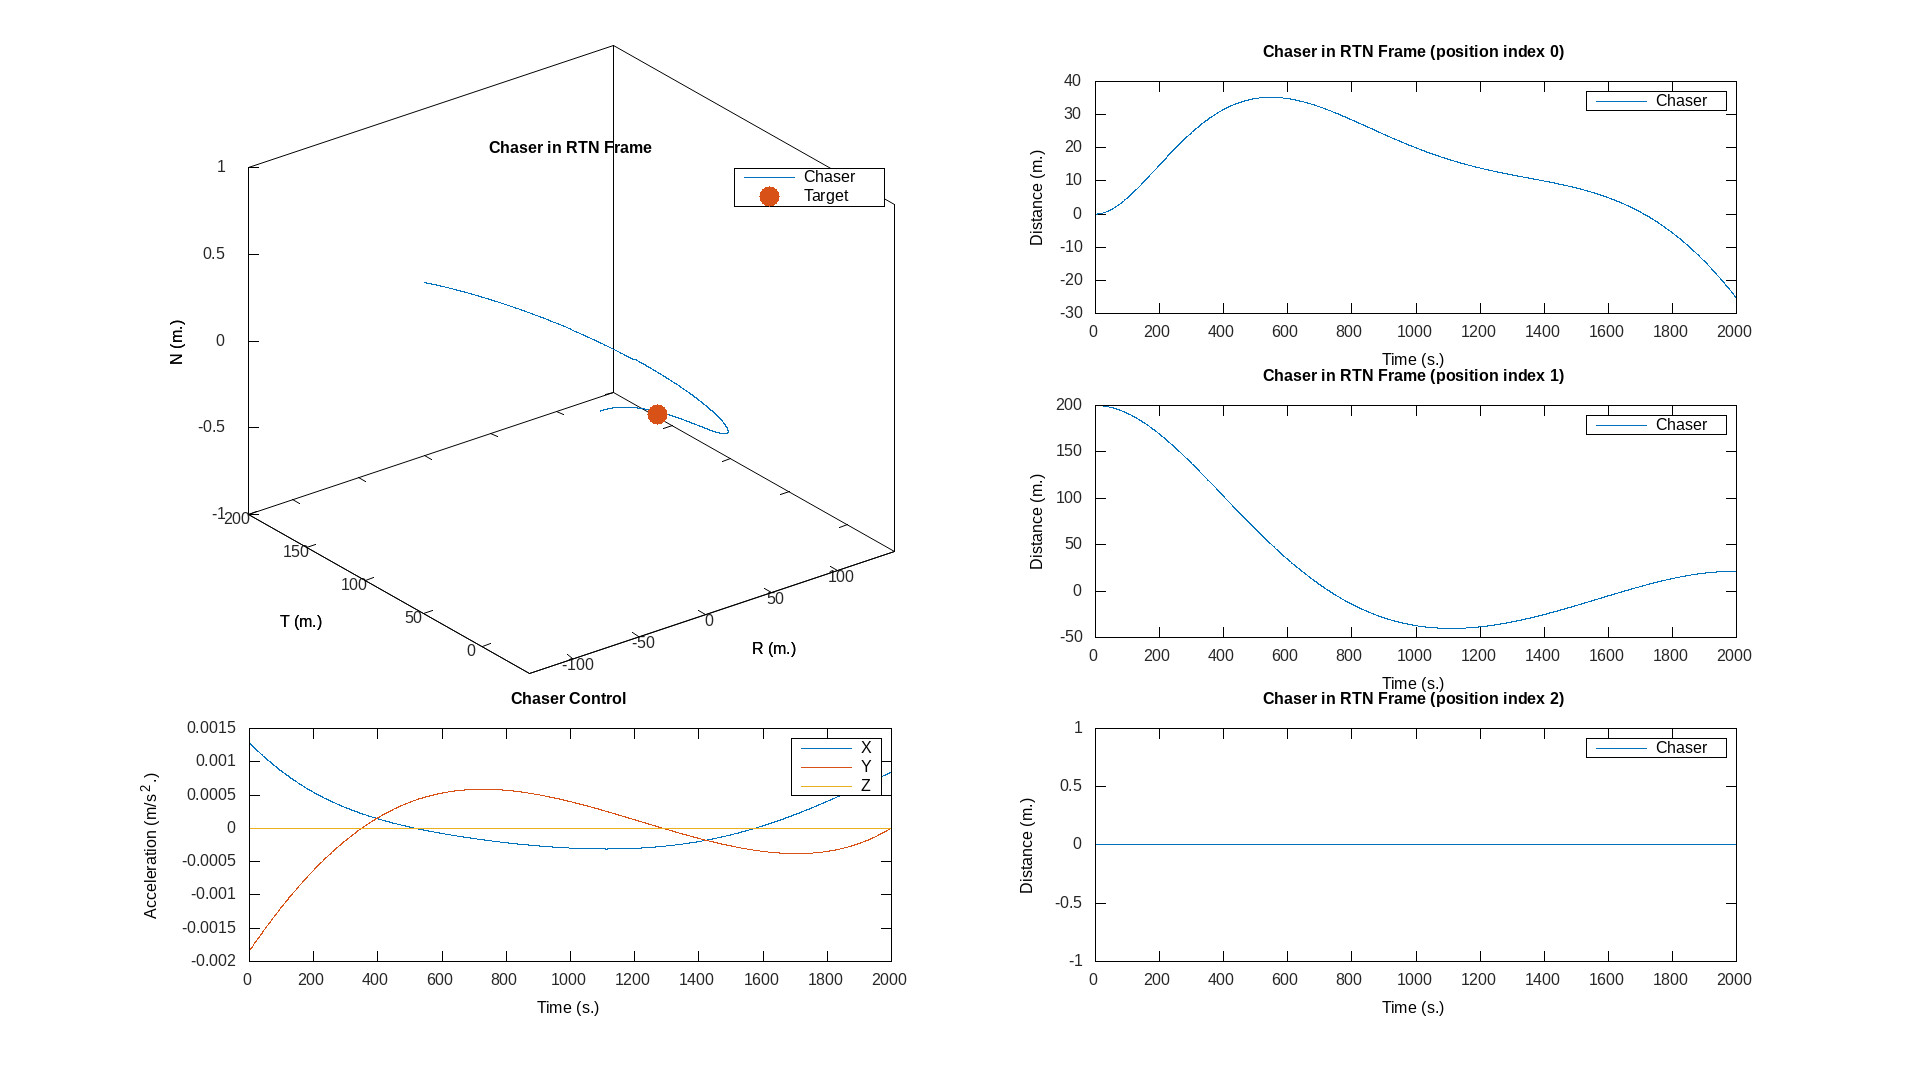 Chaser in RTN Frame
Chaser
Target
1
0.5
0
-0.5
-1
N (m.)
200
150
100
50
0
T (m.)
-100
-50
0
50
100
R (m.)
Chaser Control
X
Y
Z
0.0015
0.001
0.0005
0
-0.0005
-0.001
-0.0015
-0.002
Acceleration (m/s².)
0 200 400 600 800 1000 1200 1400 1600 1800 2000
Time (s.)
Chaser in RTN Frame (position index 0)
Chaser
40
30
20
10
0
-10
-20
-30
Distance (m.)
0 200 400 600 800 1000 1200 1400 1600 1800 2000
Time (s.)
Chaser in RTN Frame (position index 1)
Chaser
200
150
100
50
0
-50
Distance (m.)
0 200 400 600 800 1000 1200 1400 1600 1800 2000
Time (s.)
Chaser in RTN Frame (position index 2)
Chaser
1
0.5
0
-0.5
-1
Distance (m.)
0 200 400 600 800 1000 1200 1400 1600 1800 2000
Time (s.)